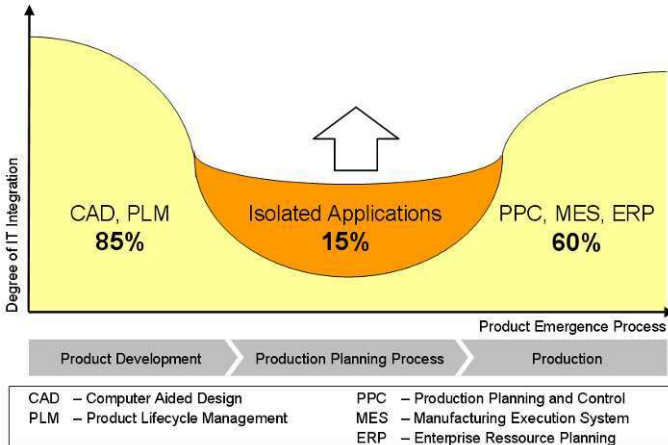 Degree of IT Integration
CAD, PLM
85%
Isolated Applications
15%
PPC, MES, ERP
60%
Product Emergence Process
Product Development
Production Planning Process
Production
CAD – Computer Aided Design
PLM – Product Lifecycle Management
PPC – Production Planning and Control
MES – Manufacturing Execution System
ERP – Enterprise Ressource Planning